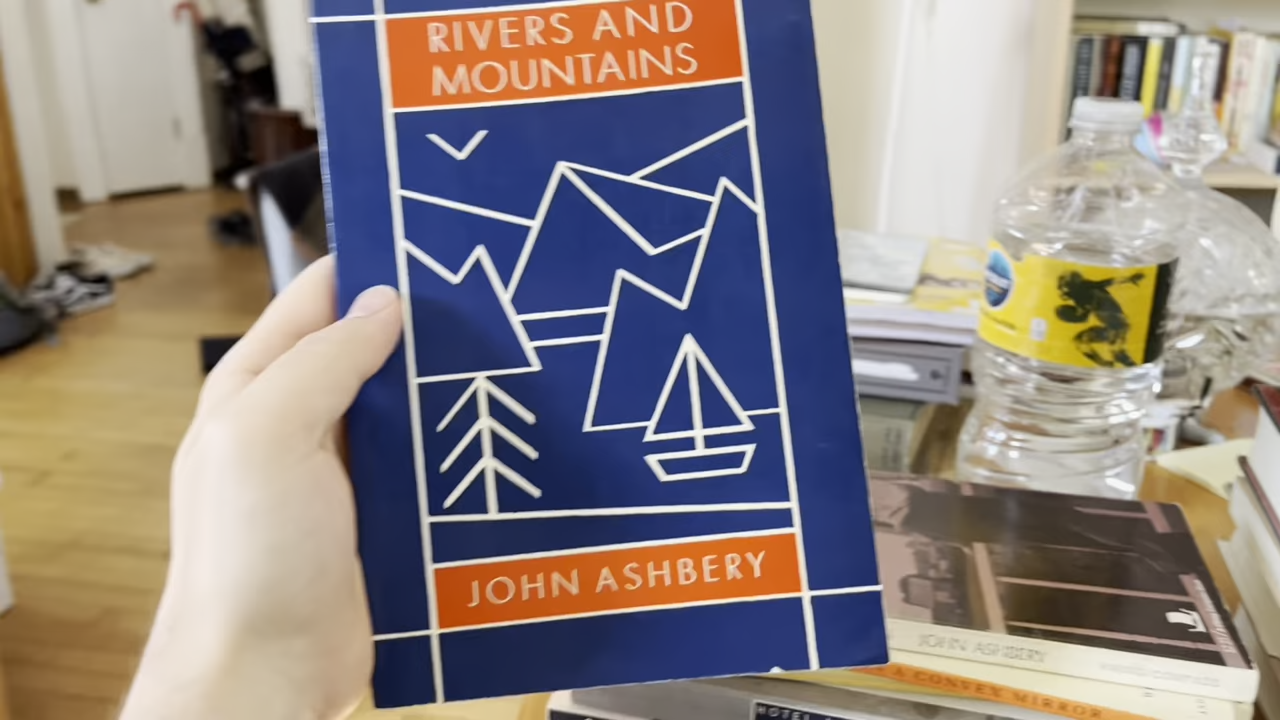 RIVERS AND
MOUNTAINS
JOHN ASHBERY
JOHN ASHBERY
A CONVEX MIRROR
HOTEL